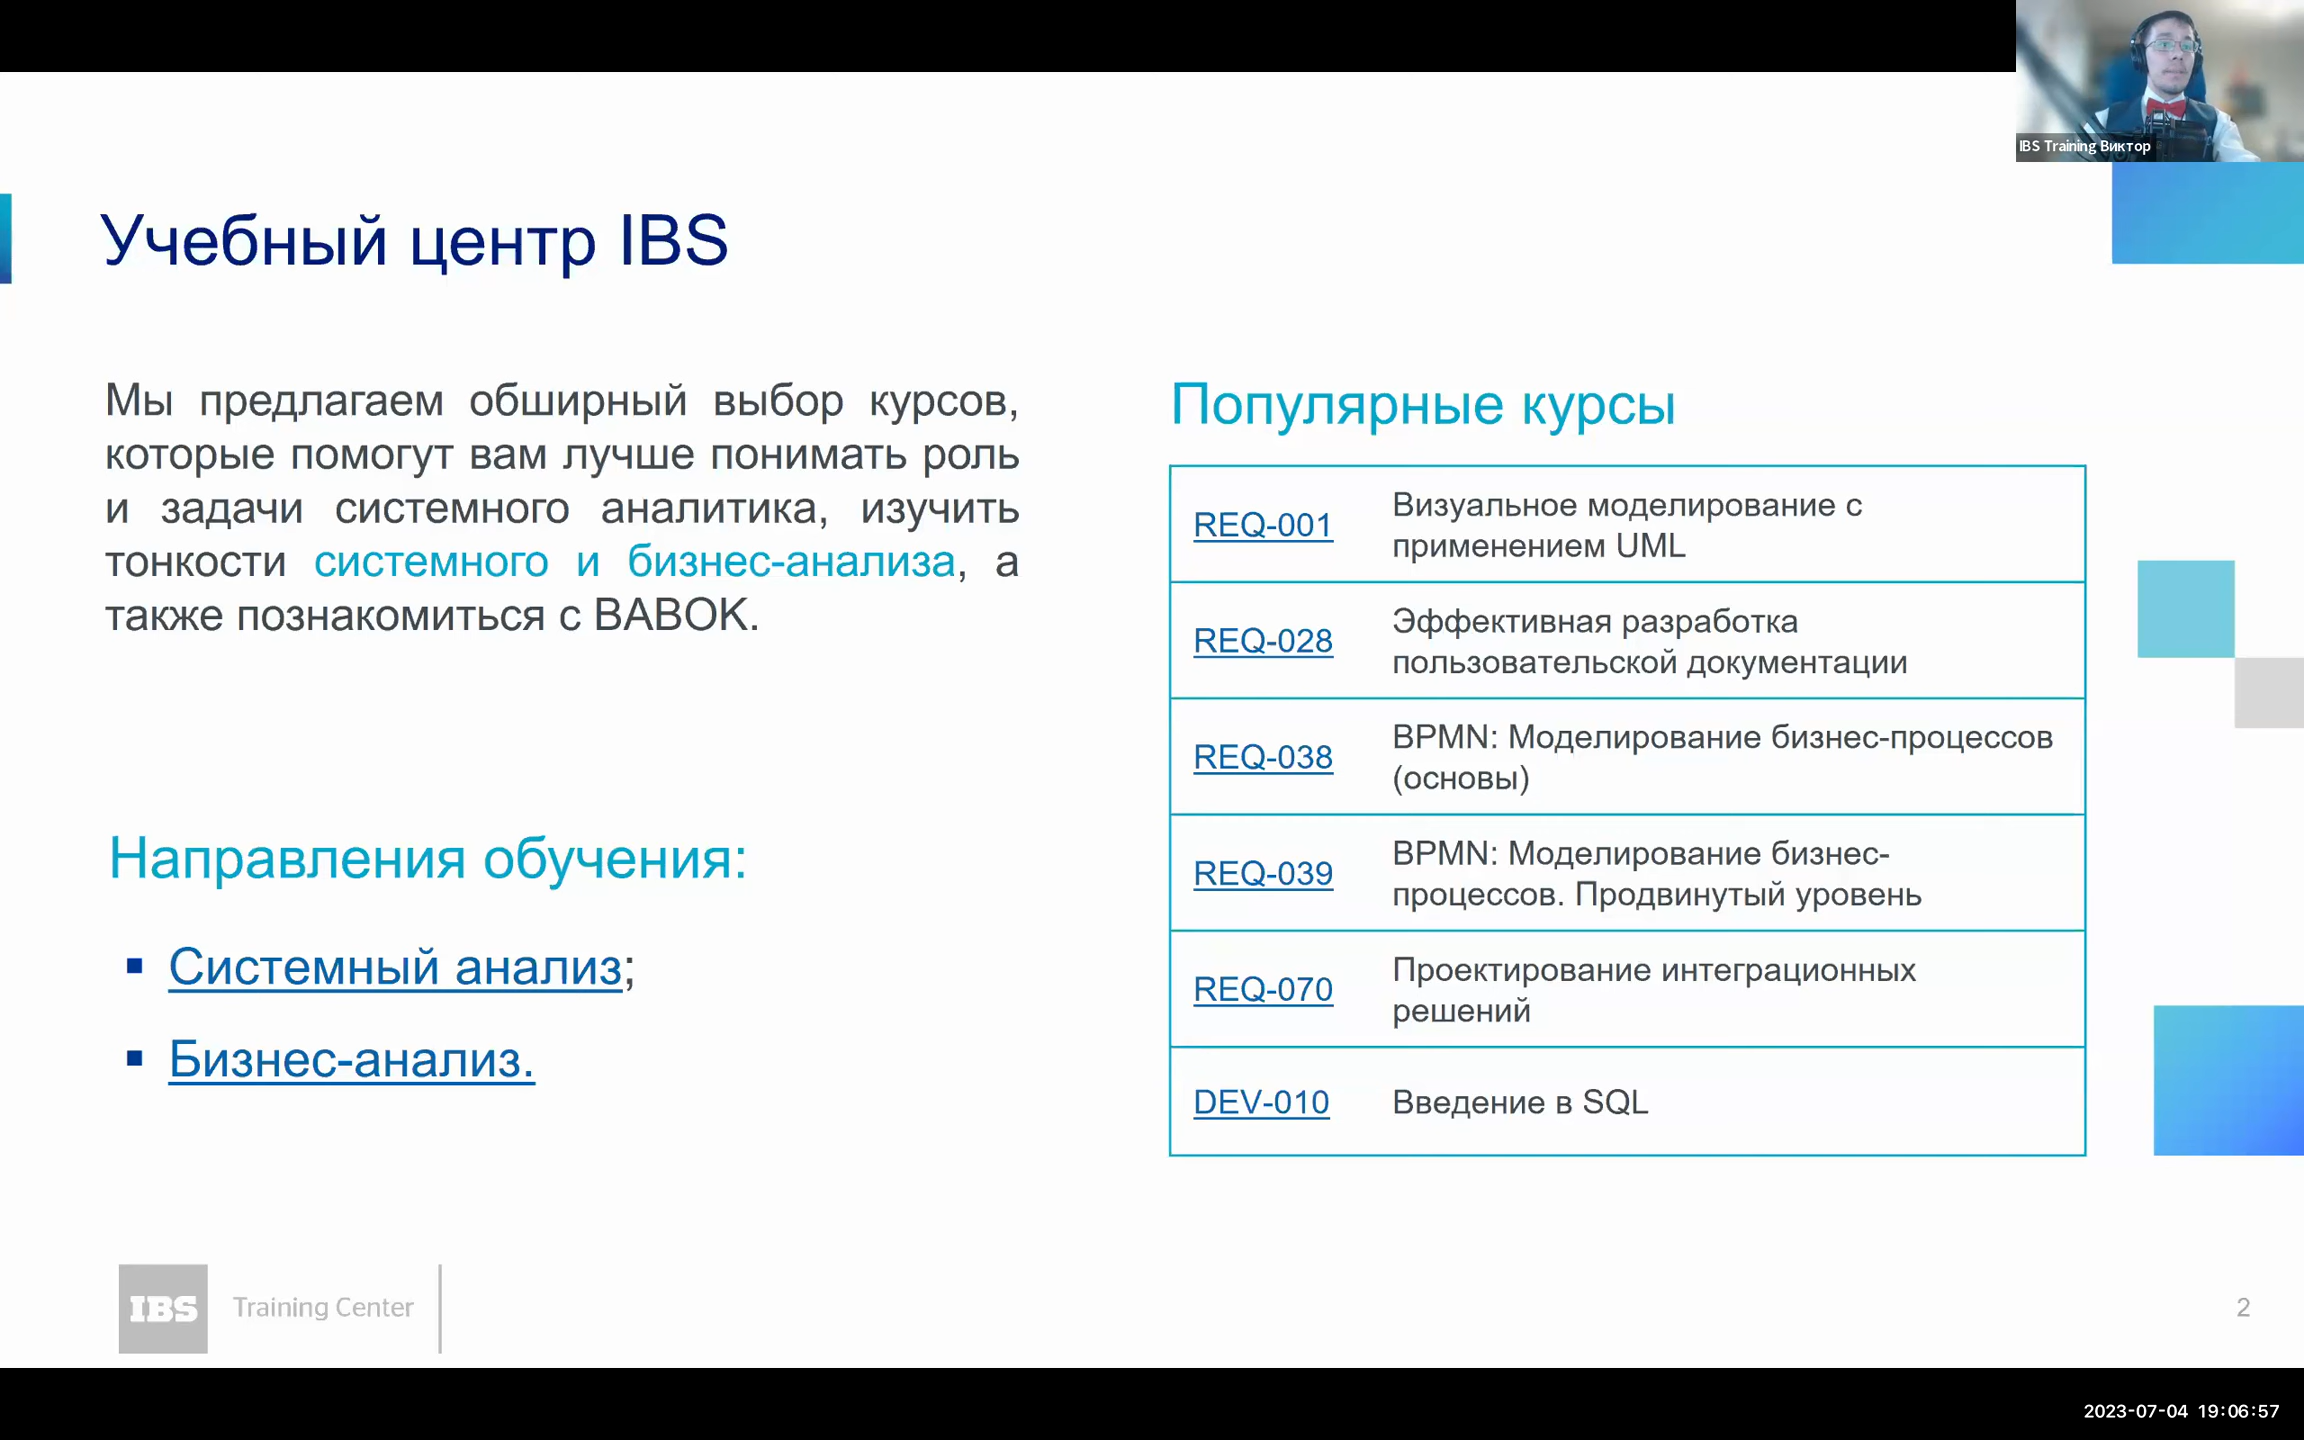 IBS Training Виктор
Учебный центр IBS
Мы предлагаем обширный выбор курсов,
которые помогут вам лучше понимать роль
и задачи системного аналитика, изучить
тонкости системного и бизнес-анализа, а
также познакомиться с BABOK.
Направления обучения:
Системный анализ;
Бизнес-анализ.
Популярные курсы
REQ-001 Визуальное моделирование с
применением UML
REQ-028 Эффективная разработка
пользовательской документации
REQ-038 BPMN: Моделирование бизнес-процессов
(основы)
REQ-039 BPMN: Моделирование бизнес-
процессов. Продвинутый уровень
REQ-070 Проектирование интеграционных
решений
DEV-010 Введение в SQL
IBS Training Center
2
2023-07-04 19:06:57